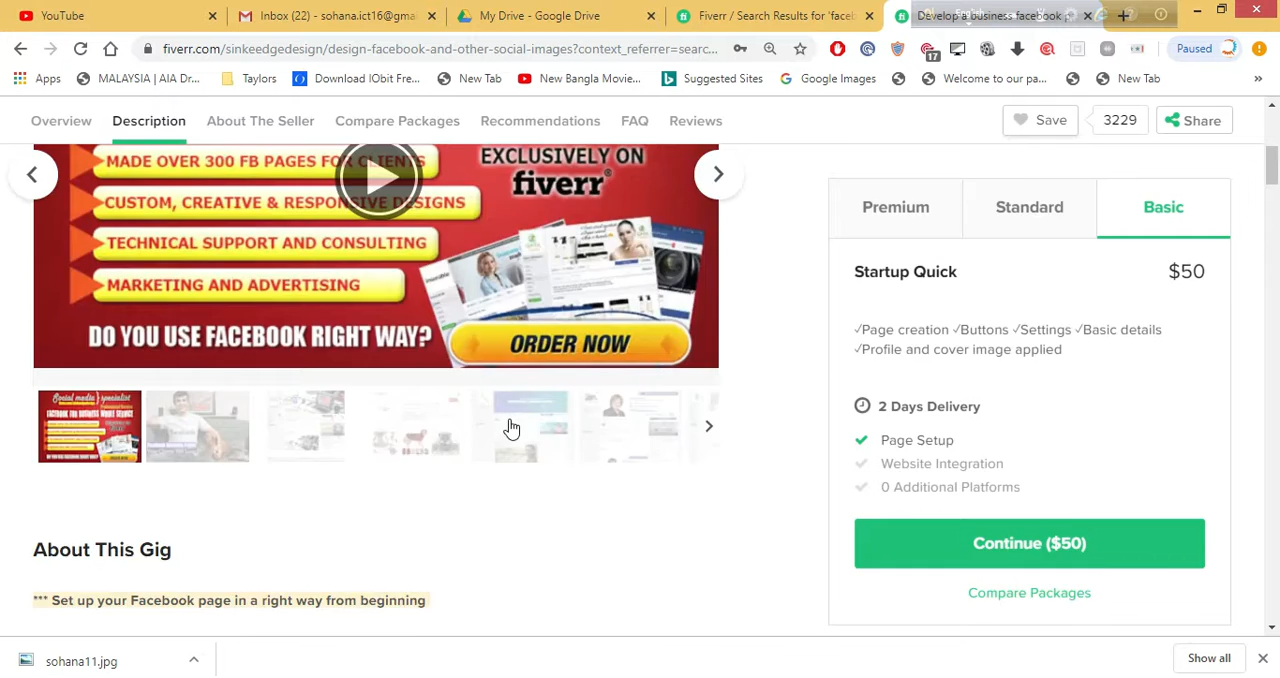 YouTube
Inbox (22) - sohana.ict16@gma
My Drive - Google Drive
Fiverr / Search Results for 'faceb
Develop a business facebook
English
fiverr.com/sinkeedgedesign/design-facebook-and-other-social-images?context_referrer=searc...
17
Paused
Apps
MALAYSIA | AIA Dr...
Taylors
Download IObit Fre...
New Tab
New Bangla Movie...
Suggested Sites
Google Images
Welcome to our pa...
New Tab
»
Overview
Description
About The Seller
Compare Packages
Recommendations
FAQ
Reviews
Save
3229
Share
MADE OVER 300 FB PAGES FOR CLIENTS
CUSTOM, CREATIVE & RESPONSIVE DESIGNS
TECHNICAL SUPPORT AND CONSULTING
MARKETING AND ADVERTISING
EXCLUSIVELY ON
fiverr®
DO YOU USE FACEBOOK RIGHT WAY?
ORDER NOW
Premium
Standard
Basic
Startup Quick
$50
✓Page creation ✓Buttons ✓Settings ✓Basic details
✓Profile and cover image applied
2 Days Delivery
Page Setup
Website Integration
0 Additional Platforms
Continue ($50)
Compare Packages
About This Gig
*** Set up your Facebook page in a right way from beginning
sohana11.jpg
Show all